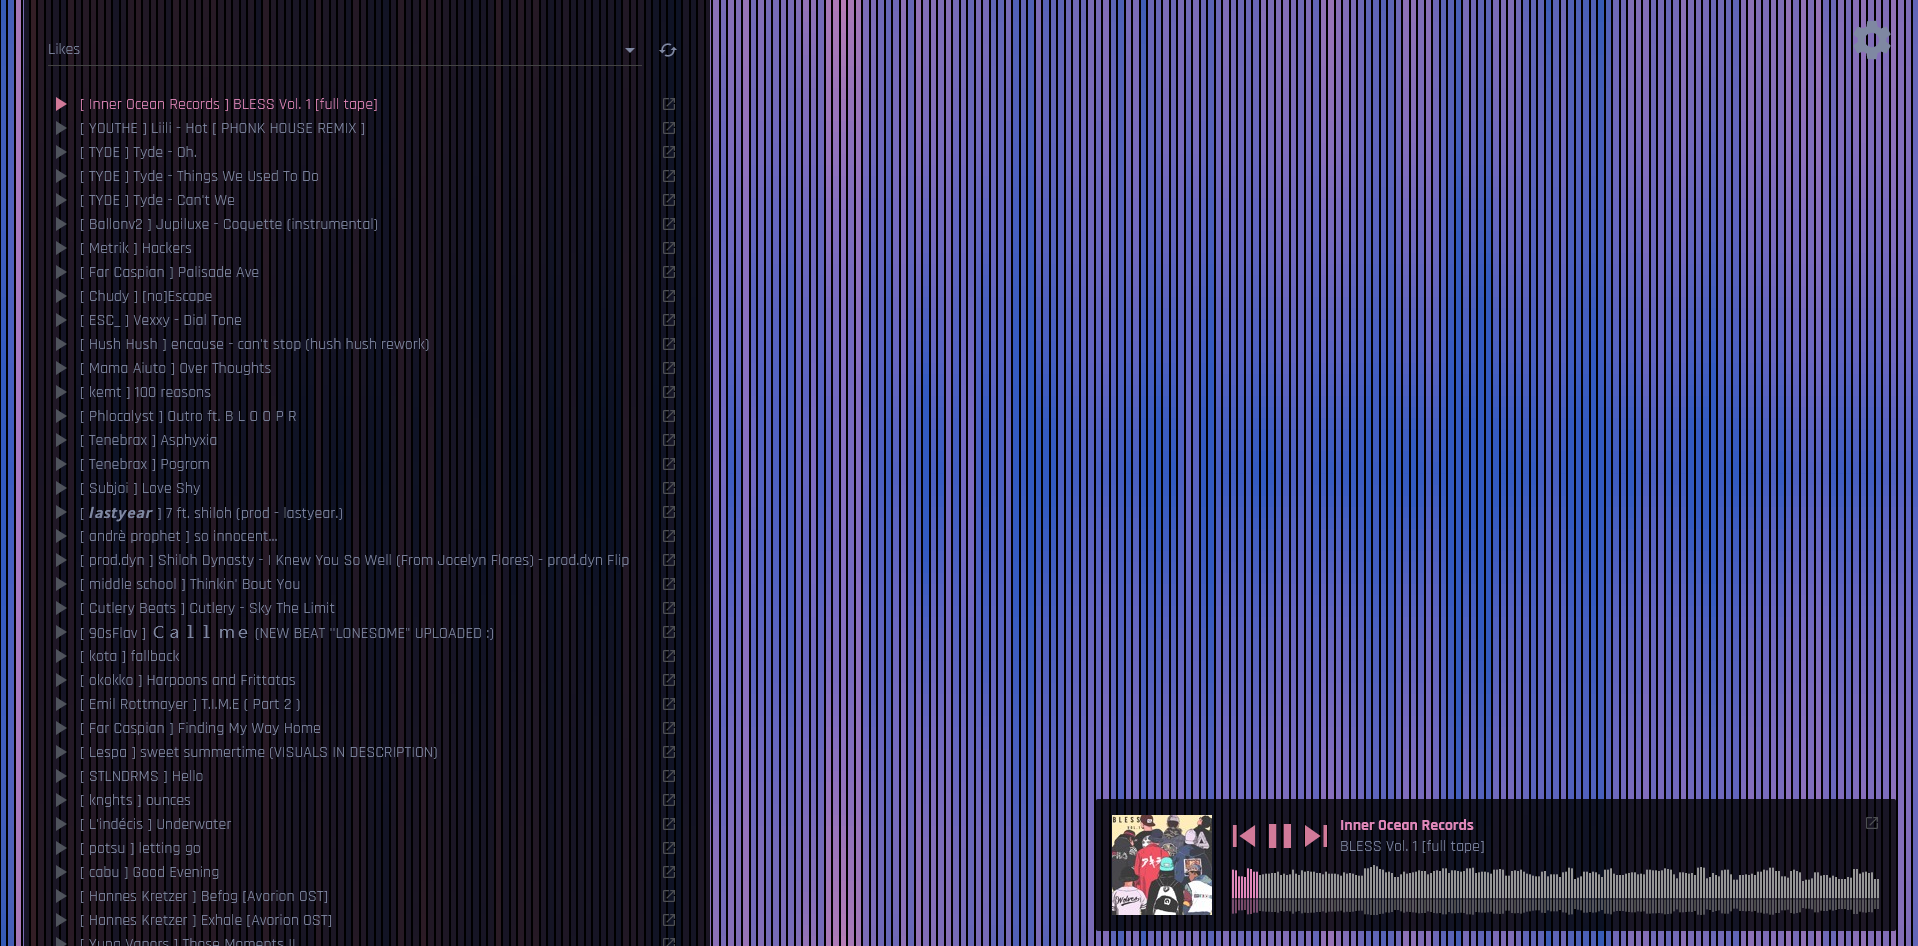 Likes
[ Inner Ocean Records ] BLESS Vol. 1 [full tape]
[ YOUTHE ] Liili - Hot [ PHONK HOUSE REMIX ]
[ TYDE ] Tyde - Oh.
[ TYDE ] Tyde - Things We Used To Do
[ TYDE ] Tyde - Can't We
[ Ballonv2 ] Jupiluxe - Coquette (instrumental)
[ Metrik ] Hackers
[ Far Caspian ] Palisade Ave
[ Chudy ] [no]Escape
[ ESC_ ] Vexxy - Dial Tone
[ Hush Hush ] encause - can't stop (hush hush rework)
[ Mama Aiuto ] Over Thoughts
[ kemt ] 100 reasons
[ Phlocalyst ] Outro ft. B L O O P R
[ Tenebrax ] Asphyxia
[ Tenebrax ] Pogrom
[ Subjoi ] Love Shy
[ 𝙡𝙖𝙨𝙩𝙮𝙚𝙖𝙧 ] 7 ft. shiloh (prod - lastyear.)
[ andrè prophet ] so innocent...
[ prod.dyn ] Shiloh Dynasty - I Knew You So Well (From Jocelyn Flores) - prod.dyn Flip
[ middle school ] Thinkin' Bout You
[ Cutlery Beats ] Cutlery - Sky The Limit
[ 90sFlav ] Ｃａｌｌ ｍｅ (NEW BEAT "LONESOME" UPLOADED :)
[ kota ] fallback
[ okokko ] Harpoons and Frittatas
[ Emil Rottmayer ] T.I.M.E ( Part 2 )
[ Far Caspian ] Finding My Way Home
[ Lespa ] sweet summertime (VISUALS IN DESCRIPTION)
[ STLNDRMS ] Hello
[ knghts ] ounces
[ L'indécis ] Underwater
[ potsu ] letting go
[ cabu ] Good Evening
[ Hannes Kretzer ] Befog [Avorion OST]
[ Hannes Kretzer ] Exhale [Avorion OST]
[ Yung Vapors ] Those Moments II
BLESS
Wolves
Inner Ocean Records
BLESS Vol. 1 [full tape]